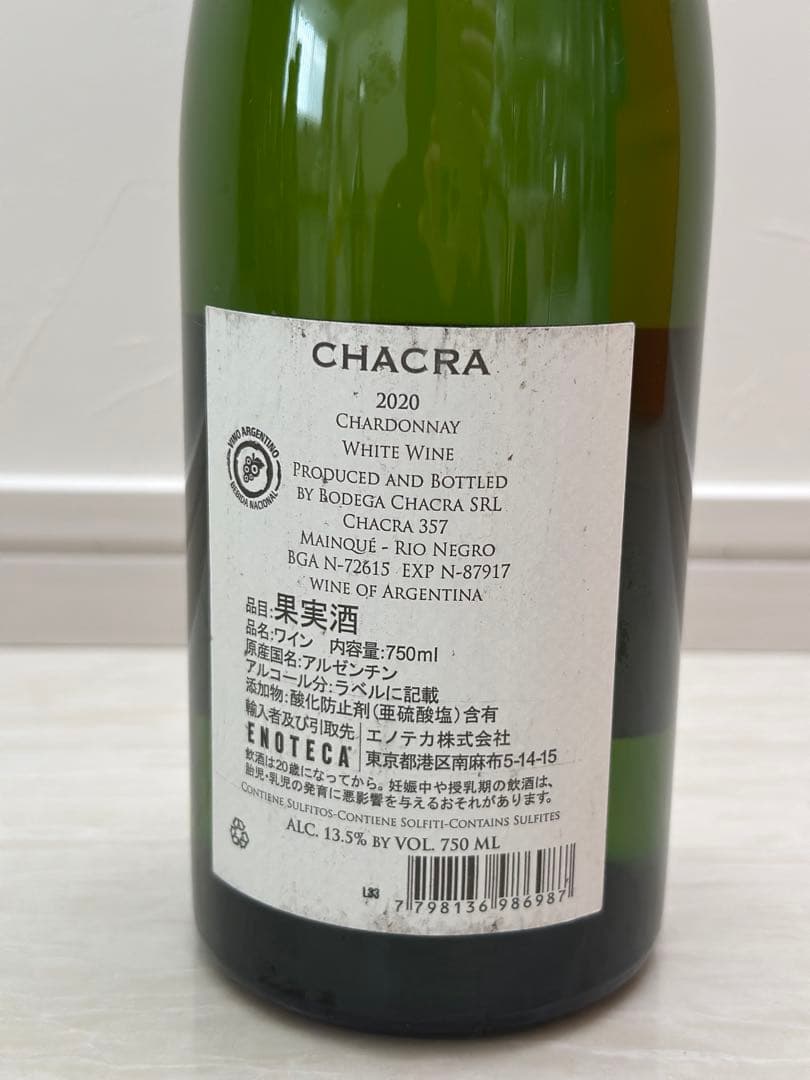 CHACRA
2020
CHARDONNAY
WHITE WINE
VINO ARGENTINO
BEBIDA NACIONAL
PRODUCED AND BOTTLED
BY BODEGA CHACRA SRL
CHACRA 357
MAINQUÉ - RIO NEGRO
BGA N-72615 EXP N-87917
WINE OF ARGENTINA
品目:果実酒
品名:ワイン 内容量:750ml
原産国名:アルゼンチン
アルコール分:ラベルに記載
添加物:酸化防止剤(亜硫酸塩)含有
輸入者及び引取先 エノテカ株式会社
ENOTECA 東京都港区南麻布5-14-15
飲酒は20歳になってから。妊娠中や授乳期の飲酒は、
胎児・乳児の発育に悪影響を与えるおそれがあります。
CONTIENE SULFITOS-CONTIENE SOLFITI-CONTAINS SULFITES
ALC. 13.5% BY VOL. 750 ML
L33
7 798136 986987